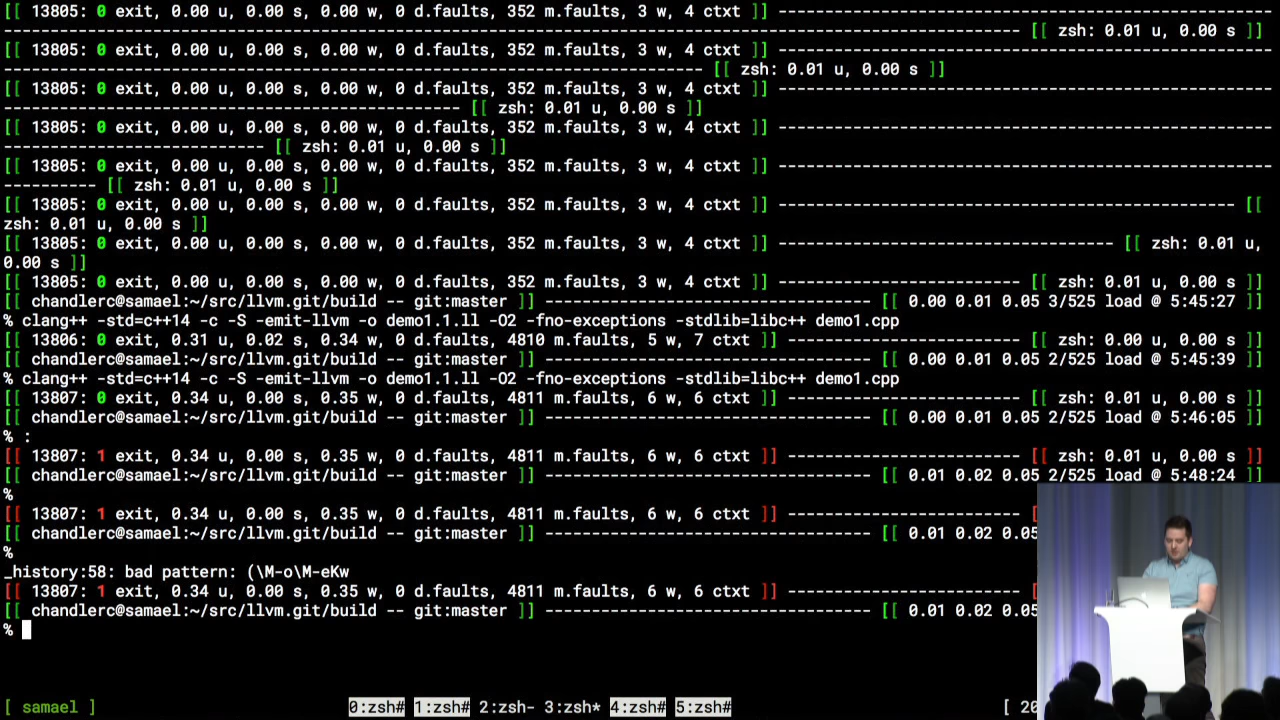 [[ 13805: 0 exit, 0.00 u, 0.00 s, 0.00 w, 0 d.faults, 352 m.faults, 3 w, 4 ctxt ]] --------------------------------------------------------
------------------------------------------------------------------------------------------------------------- [[ zsh: 0.01 u, 0.00 s ]]
[[ 13805: 0 exit, 0.00 u, 0.00 s, 0.00 w, 0 d.faults, 352 m.faults, 3 w, 4 ctxt ]] -----------------------------------------------------
--------------------------------------------------------------------------- [[ zsh: 0.01 u, 0.00 s ]]
[[ 13805: 0 exit, 0.00 u, 0.00 s, 0.00 w, 0 d.faults, 352 m.faults, 3 w, 4 ctxt ]] -----------------------------------------------------
------------------------------------------------- [[ zsh: 0.01 u, 0.00 s ]]
[[ 13805: 0 exit, 0.00 u, 0.00 s, 0.00 w, 0 d.faults, 352 m.faults, 3 w, 4 ctxt ]] -----------------------------------------------------
---------------------------- [[ zsh: 0.01 u, 0.00 s ]]
[[ 13805: 0 exit, 0.00 u, 0.00 s, 0.00 w, 0 d.faults, 352 m.faults, 3 w, 4 ctxt ]] -----------------------------------------------------
---------- [[ zsh: 0.01 u, 0.00 s ]]
[[ 13805: 0 exit, 0.00 u, 0.00 s, 0.00 w, 0 d.faults, 352 m.faults, 3 w, 4 ctxt ]] ------------------------------------------------- [[
zsh: 0.01 u, 0.00 s ]]
[[ 13805: 0 exit, 0.00 u, 0.00 s, 0.00 w, 0 d.faults, 352 m.faults, 3 w, 4 ctxt ]] ------------------------------------ [[ zsh: 0.01 u,
0.00 s ]]
[[ 13805: 0 exit, 0.00 u, 0.00 s, 0.00 w, 0 d.faults, 352 m.faults, 3 w, 4 ctxt ]] -------------------------- [[ zsh: 0.01 u, 0.00 s ]]
[[ chandlerc@samael:~/src/llvm.git/build -- git:master ]] ----------------------------------- [[ 0.00 0.01 0.05 3/525 load @ 5:45:27 ]]
% clang++ -std=c++14 -c -S -emit-llvm -o demo1.1.ll -O2 -fno-exceptions -stdlib=libc++ demo1.cpp
[[ 13806: 0 exit, 0.31 u, 0.02 s, 0.34 w, 0 d.faults, 4810 m.faults, 5 w, 7 ctxt ]] ------------------------- [[ zsh: 0.00 u, 0.00 s ]]
[[ chandlerc@samael:~/src/llvm.git/build -- git:master ]] ----------------------------------- [[ 0.00 0.01 0.05 2/525 load @ 5:45:39 ]]
% clang++ -std=c++14 -c -S -emit-llvm -o demo1.1.ll -O2 -fno-exceptions -stdlib=libc++ demo1.cpp
[[ 13807: 0 exit, 0.34 u, 0.00 s, 0.35 w, 0 d.faults, 4811 m.faults, 6 w, 6 ctxt ]] ------------------------- [[ zsh: 0.01 u, 0.00 s ]]
[[ chandlerc@samael:~/src/llvm.git/build -- git:master ]] ----------------------------------- [[ 0.00 0.01 0.05 2/525 load @ 5:46:05 ]]
% :
[[ 13807: 1 exit, 0.34 u, 0.00 s, 0.35 w, 0 d.faults, 4811 m.faults, 6 w, 6 ctxt ]] ------------------------- [[ zsh: 0.01 u, 0.00 s ]]
[[ chandlerc@samael:~/src/llvm.git/build -- git:master ]] ----------------------------------- [[ 0.01 0.02 0.05 2/525 load @ 5:48:24 ]]
%
[[ 13807: 1 exit, 0.34 u, 0.00 s, 0.35 w, 0 d.faults, 4811 m.faults, 6 w, 6 ctxt ]] ------------------------- [
[[ chandlerc@samael:~/src/llvm.git/build -- git:master ]] ----------------------------------- [[ 0.01 0.02 0.05
%
_history:58: bad pattern: (\M-o\M-eKw
[[ 13807: 1 exit, 0.34 u, 0.00 s, 0.35 w, 0 d.faults, 4811 m.faults, 6 w, 6 ctxt ]] ------------------------- [
[[ chandlerc@samael:~/src/llvm.git/build -- git:master ]] ----------------------------------- [[ 0.01 0.02 0.05
%
[ samael ] 0:zsh# 1:zsh# 2:zsh- 3:zsh* 4:zsh# 5:zsh# [ 20